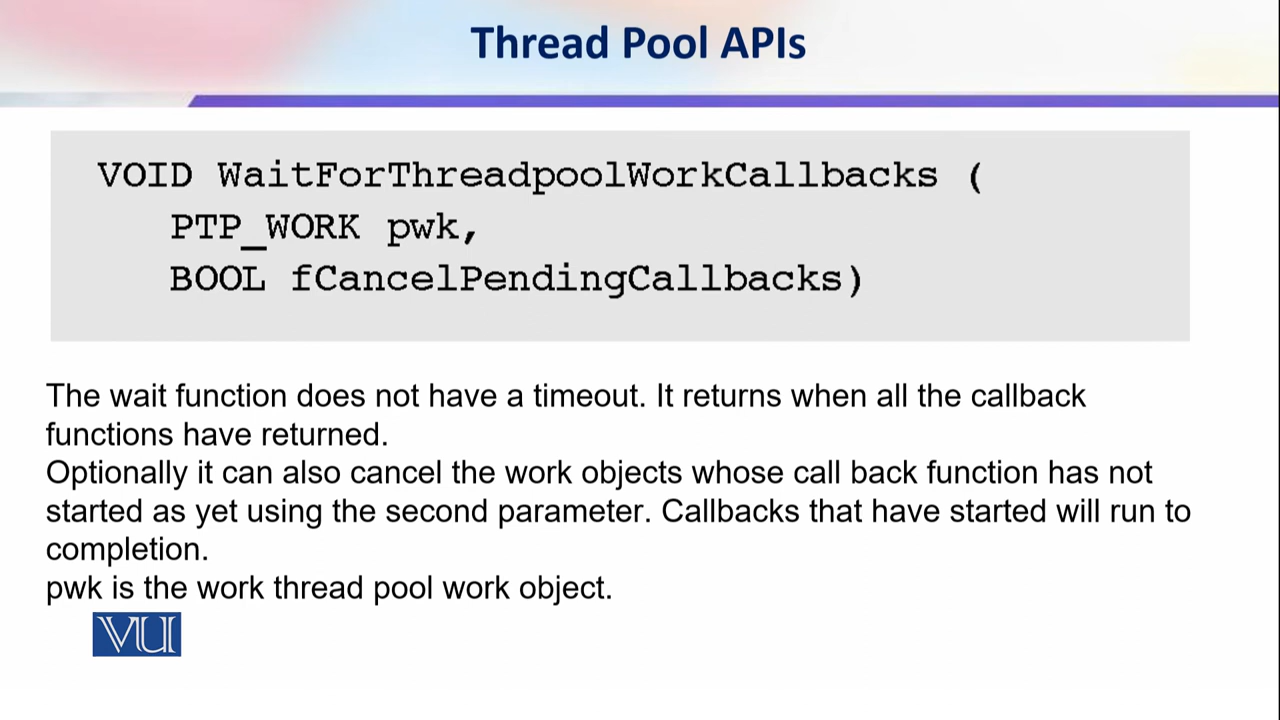 Thread Pool APIs
VOID WaitForThreadpoolWorkCallbacks (
PTP_WORK pwk,
BOOL fCancelPendingCallbacks)
The wait function does not have a timeout. It returns when all the callback
functions have returned.
Optionally it can also cancel the work objects whose call back function has not
started as yet using the second parameter. Callbacks that have started will run to
completion.
pwk is the work thread pool work object.
VU